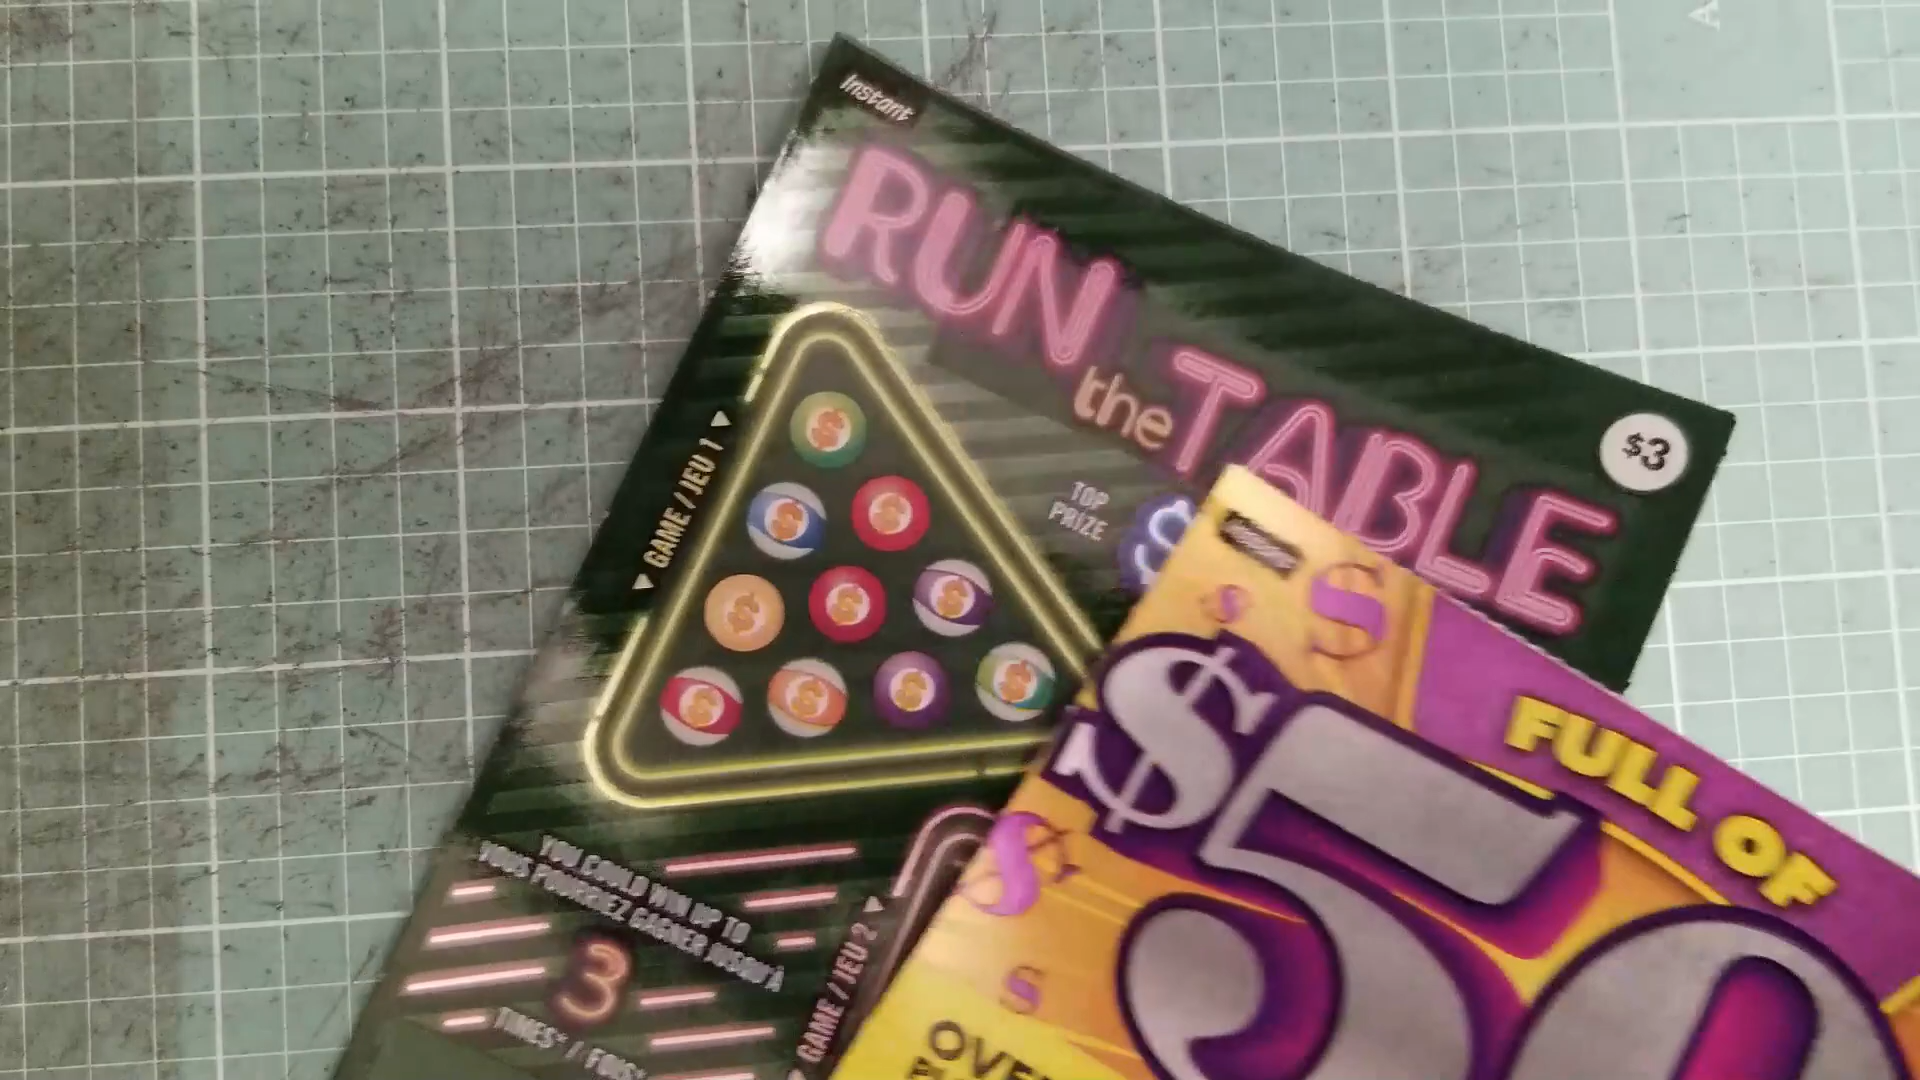 Instant
RUN
the TABLE
$3
TOP
PRIZE
GAME / JEU 1
YOU COULD WIN UP TO
VOUS POURRIEZ GAGNER JUSQU'À
3
TIMES* / FOIS*
GAME / JEU 2
FULL OF
$50
OVER
A